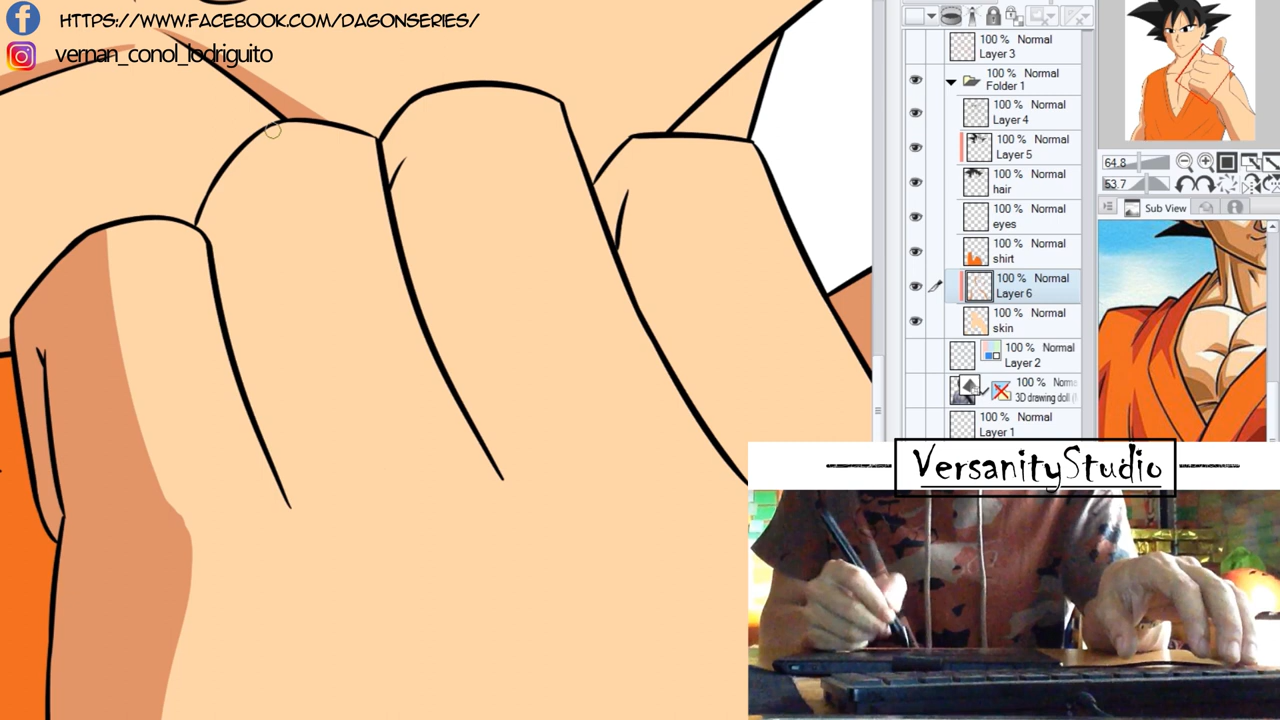 HTTPS://WWW.FACEBOOK.COM/DAGONSERIES/
vernan_conol_lodriguito
100 % Normal
Layer 3
100 % Normal
Folder 1
100 % Normal
Layer 4
100 % Normal
Layer 5
100 % Normal
hair
100 % Normal
eyes
100 % Normal
shirt
100 % Normal
Layer 6
100 % Normal
skin
100 % Normal
Layer 2
100 % Norma
3D drawing doll
100 % Normal
Layer 1
64.8
53.7
Sub View
VersanityStudio